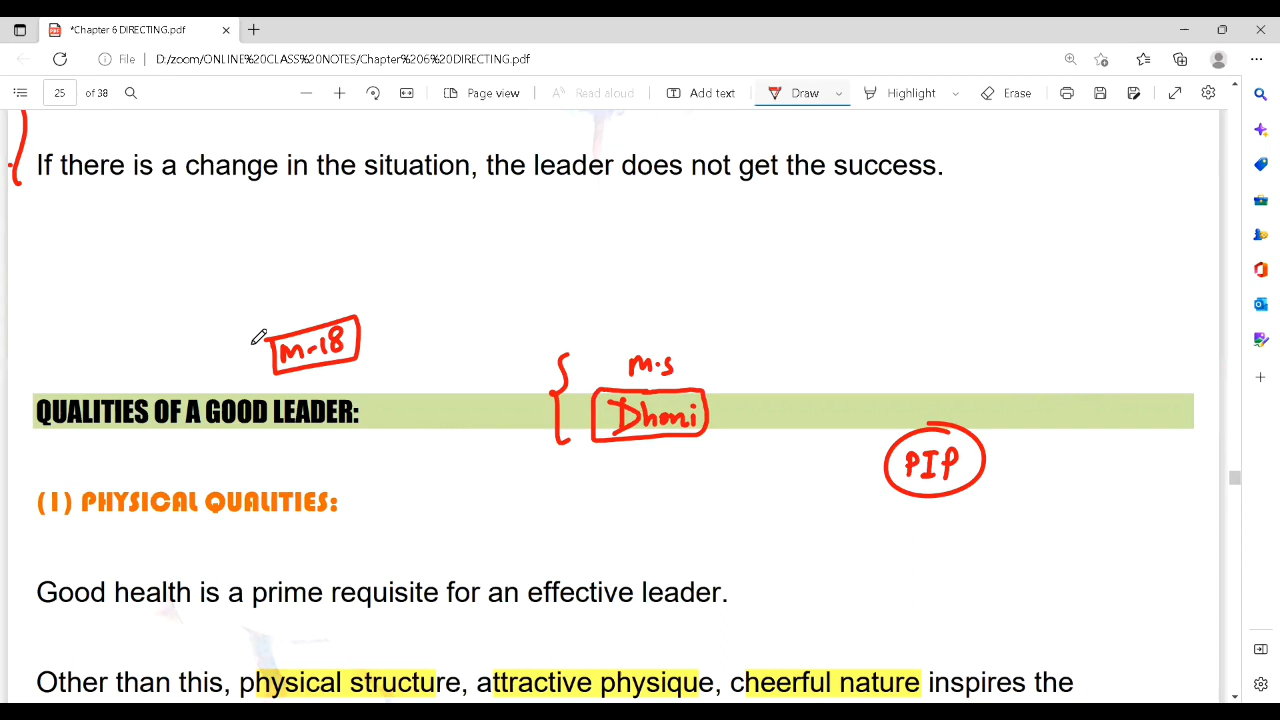 *Chapter 6 DIRECTING.pdf
File D:/zoom/ONLINE%20CLASS%20NOTES/Chapter%206%20DIRECTING.pdf
25 of 38 Page view Read aloud Add text Draw Highlight Erase
If there is a change in the situation, the leader does not get the success.
M-18
M.S
QUALITIES OF A GOOD LEADER: Dhoni
PIP
(1) PHYSICAL QUALITIES:
Good health is a prime requisite for an effective leader.
Other than this, physical structure, attractive physique, cheerful nature inspires the